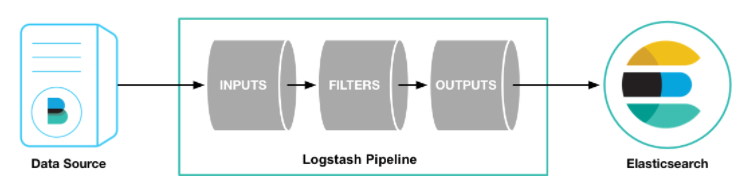 INPUTS
FILTERS
OUTPUTS
Data Source
Logstash Pipeline
Elasticsearch